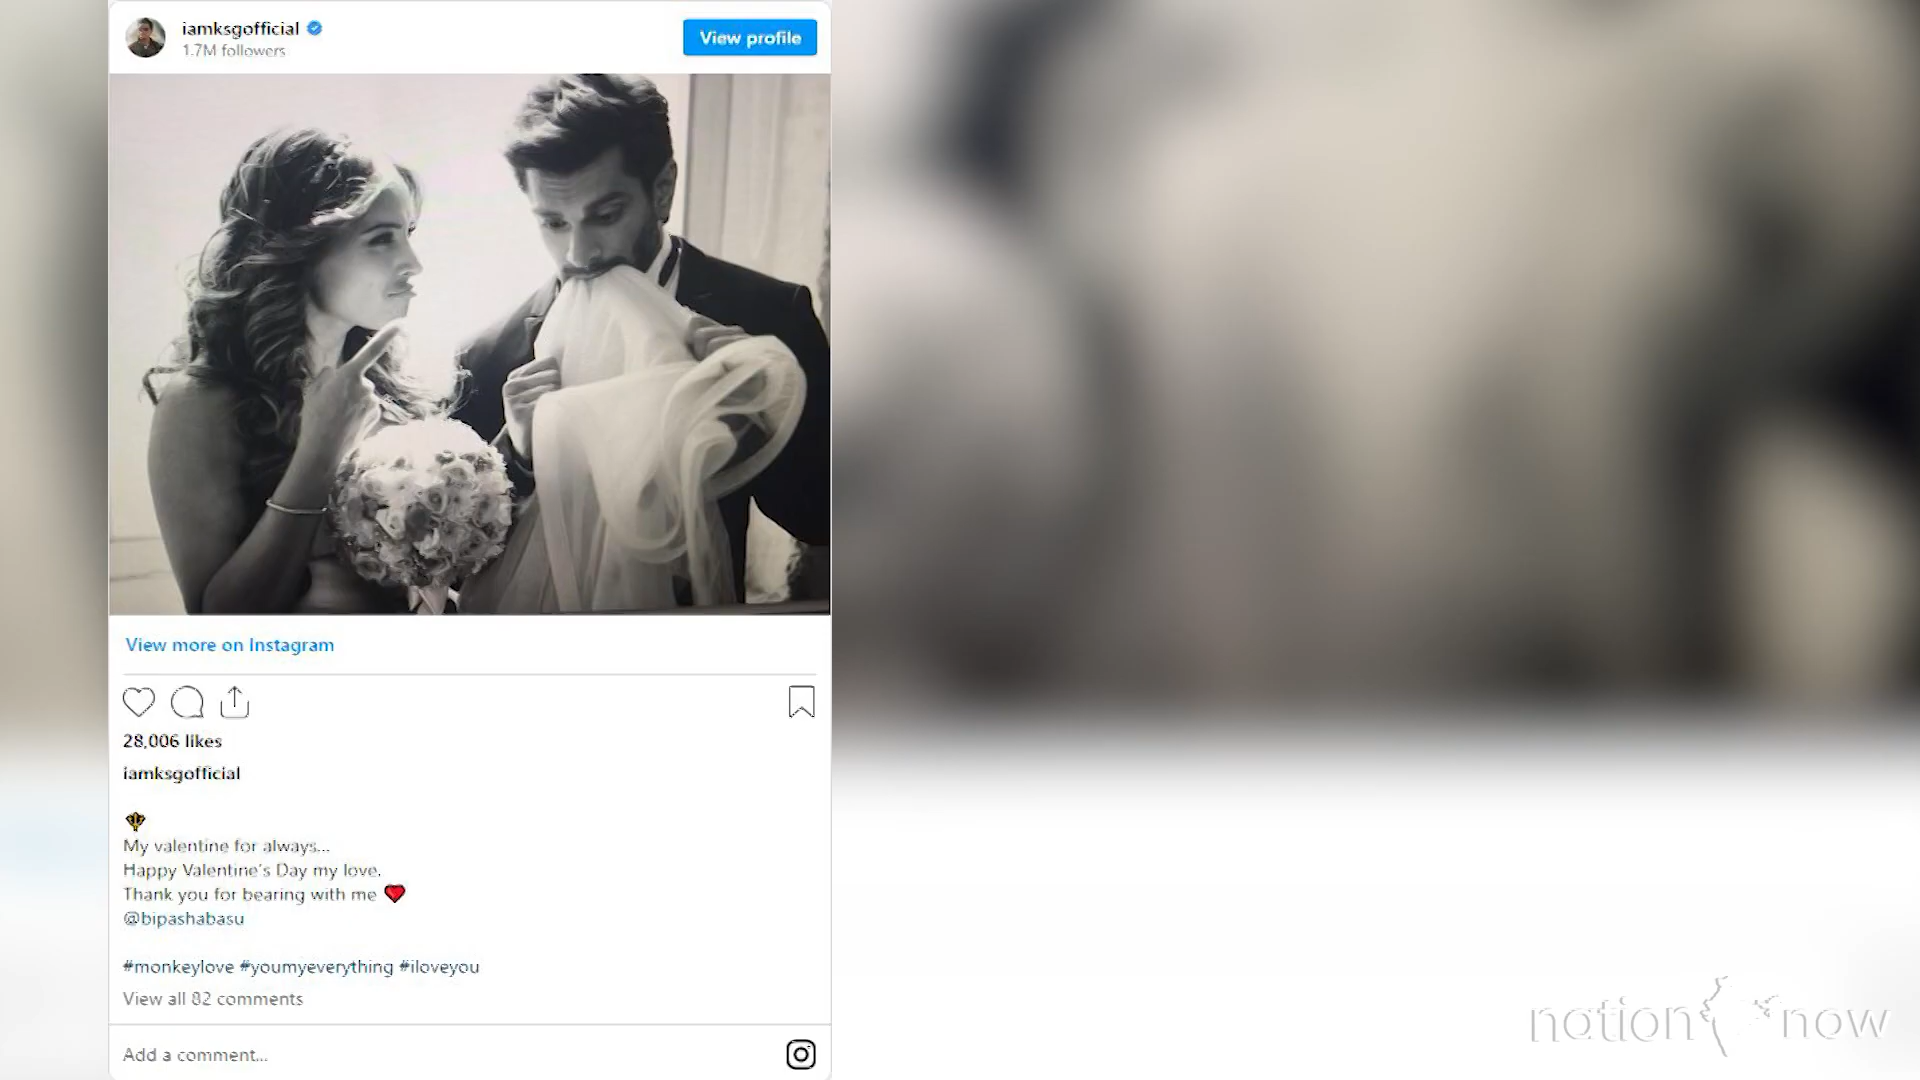 iamksgofficial
1.7M followers
View profile
View more on Instagram
28,006 likes
iamksgofficial
My valentine for always...
Happy Valentine's Day my love.
Thank you for bearing with me
@bipashabasu
#monkeylove #youmyeverything #iloveyou
View all 82 comments
Add a comment...
nation now